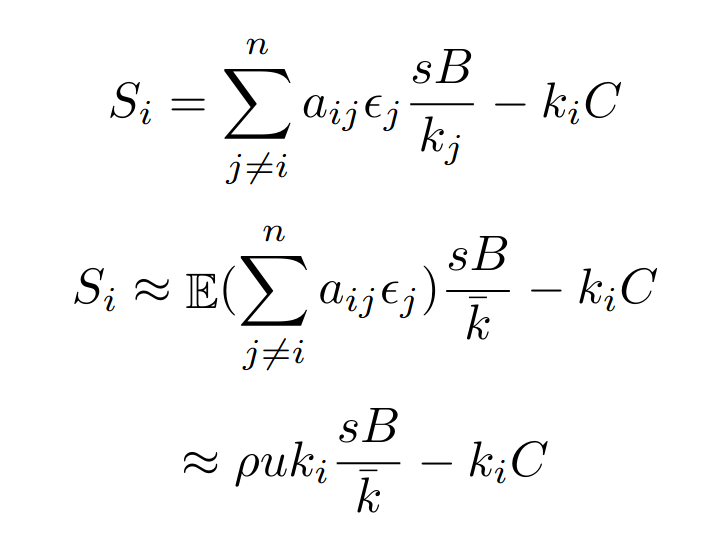 $S_i = \sum_{j \neq i}^{n} a_{ij} \epsilon_j \frac{sB}{k_j} - k_i C$
$S_i \approx \mathbb{E}(\sum_{j \neq i}^{n} a_{ij} \epsilon_j) \frac{sB}{\bar{k}} - k_i C$
$\approx \rho u k_i \frac{sB}{\bar{k}} - k_i C$